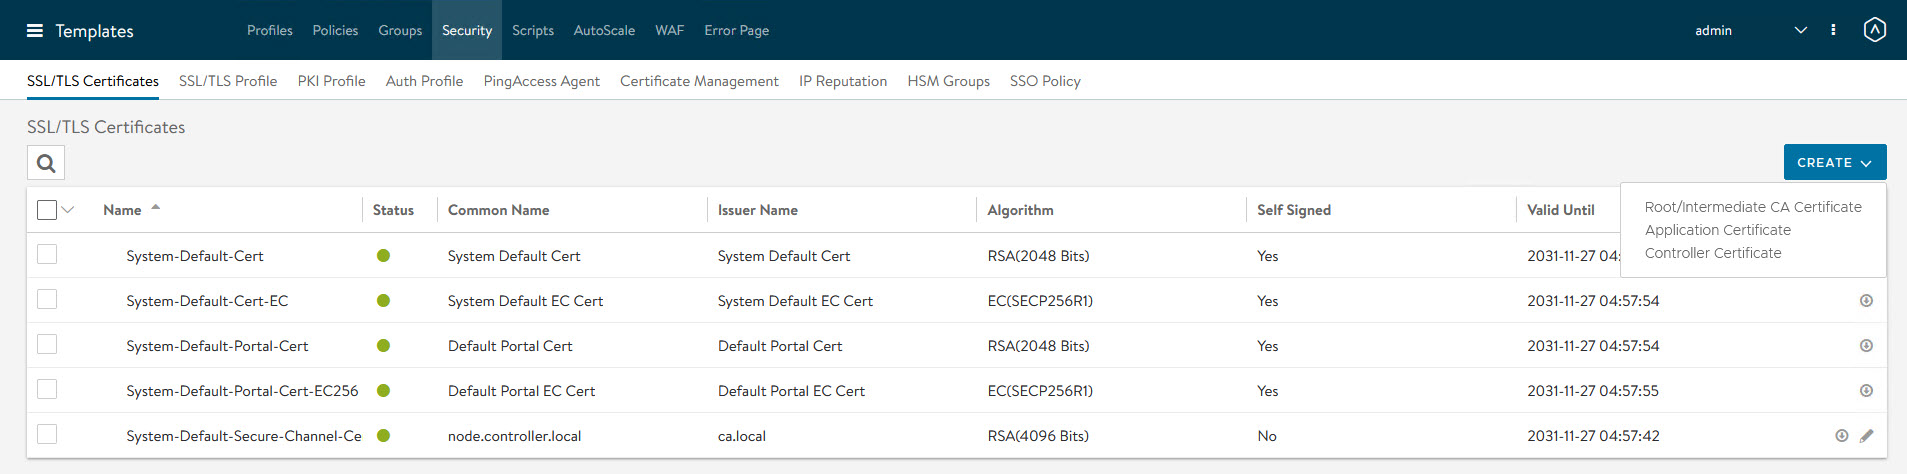 Templates Profiles Policies Groups Security Scripts AutoScale WAF Error Page admin
SSL/TLS Certificates SSL/TLS Profile PKI Profile Auth Profile PingAccess Agent Certificate Management IP Reputation HSM Groups SSO Policy
SSL/TLS Certificates
CREATE
Root/Intermediate CA Certificate
Application Certificate
Controller Certificate
Name Status Common Name Issuer Name Algorithm Self Signed Valid Until
System-Default-Cert System Default Cert System Default Cert RSA(2048 Bits) Yes 2031-11-27 04:
System-Default-Cert-EC System Default EC Cert System Default EC Cert EC(SECP256R1) Yes 2031-11-27 04:57:54
System-Default-Portal-Cert Default Portal Cert Default Portal Cert RSA(2048 Bits) Yes 2031-11-27 04:57:54
System-Default-Portal-Cert-EC256 Default Portal EC Cert Default Portal EC Cert EC(SECP256R1) Yes 2031-11-27 04:57:55
System-Default-Secure-Channel-Ce node.controller.local ca.local RSA(4096 Bits) No 2031-11-27 04:57:42